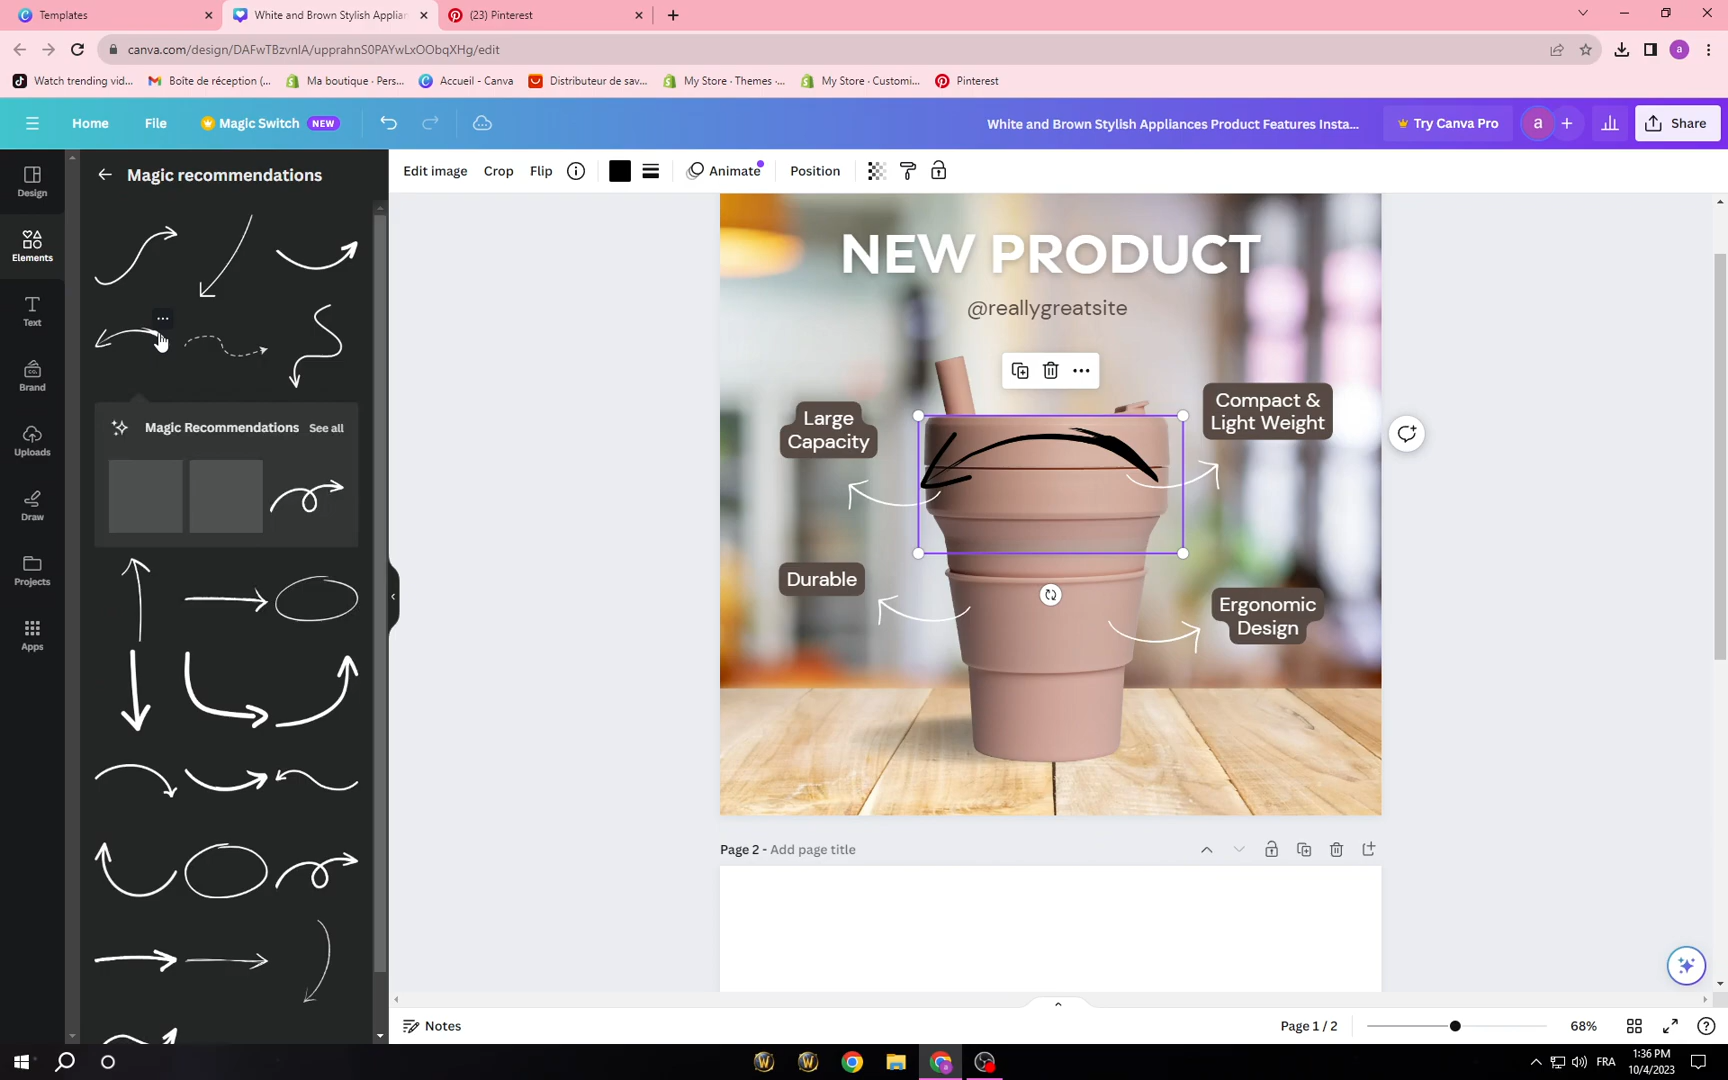 Templates
White and Brown Stylish Applian
(23) Pinterest
canva.com/design/DAFwTBzvnIA/upprahnS0PAYwLxOObqXHg/edit
a
Watch trending vid...
Boîte de réception (...
Ma boutique · Pers...
Accueil - Canva
Distributeur de sav...
My Store · Themes ·...
My Store · Customi...
Pinterest
Home
File
Magic Switch
NEW
White and Brown Stylish Appliances Product Features Insta...
Try Canva Pro
a
Share
Design
Elements
Text
Brand
Uploads
Draw
Projects
Apps
Magic recommendations
Magic Recommendations
See all
Edit image
Crop
Flip
Animate
Position
NEW PRODUCT
@reallygreatsite
Large
Capacity
Compact &
Light Weight
Durable
Ergonomic
Design
Page 2 - Add page title
Notes
Page 1 / 2
68%
FRA
1:36 PM
10/4/2023